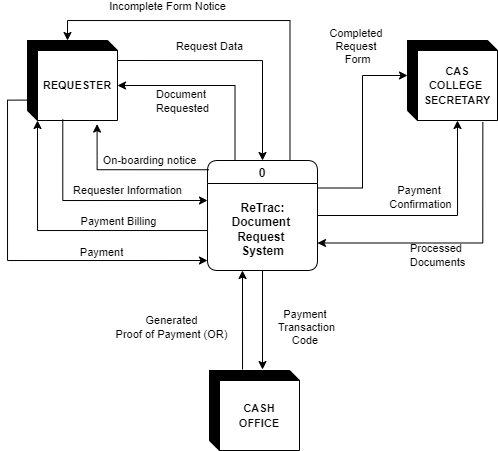 Incomplete Form Notice
Request Data
Completed
Request
Form
REQUESTER
Document
Requested
CAS
COLLEGE
SECRETARY
On-boarding notice
0
Requester Information
Payment
Confirmation
ReTrac:
Document
Request
System
Payment Billing
Payment
Processed
Documents
Generated
Proof of Payment (OR)
Payment
Transaction
Code
CASH
OFFICE